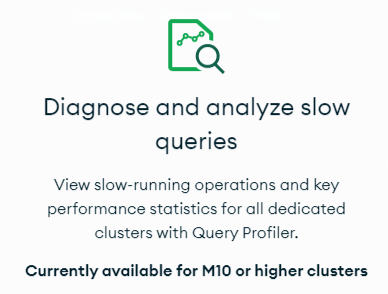 Diagnose and analyze slow
queries
View slow-running operations and key
performance statistics for all dedicated
clusters with Query Profiler.
Currently available for M10 or higher clusters